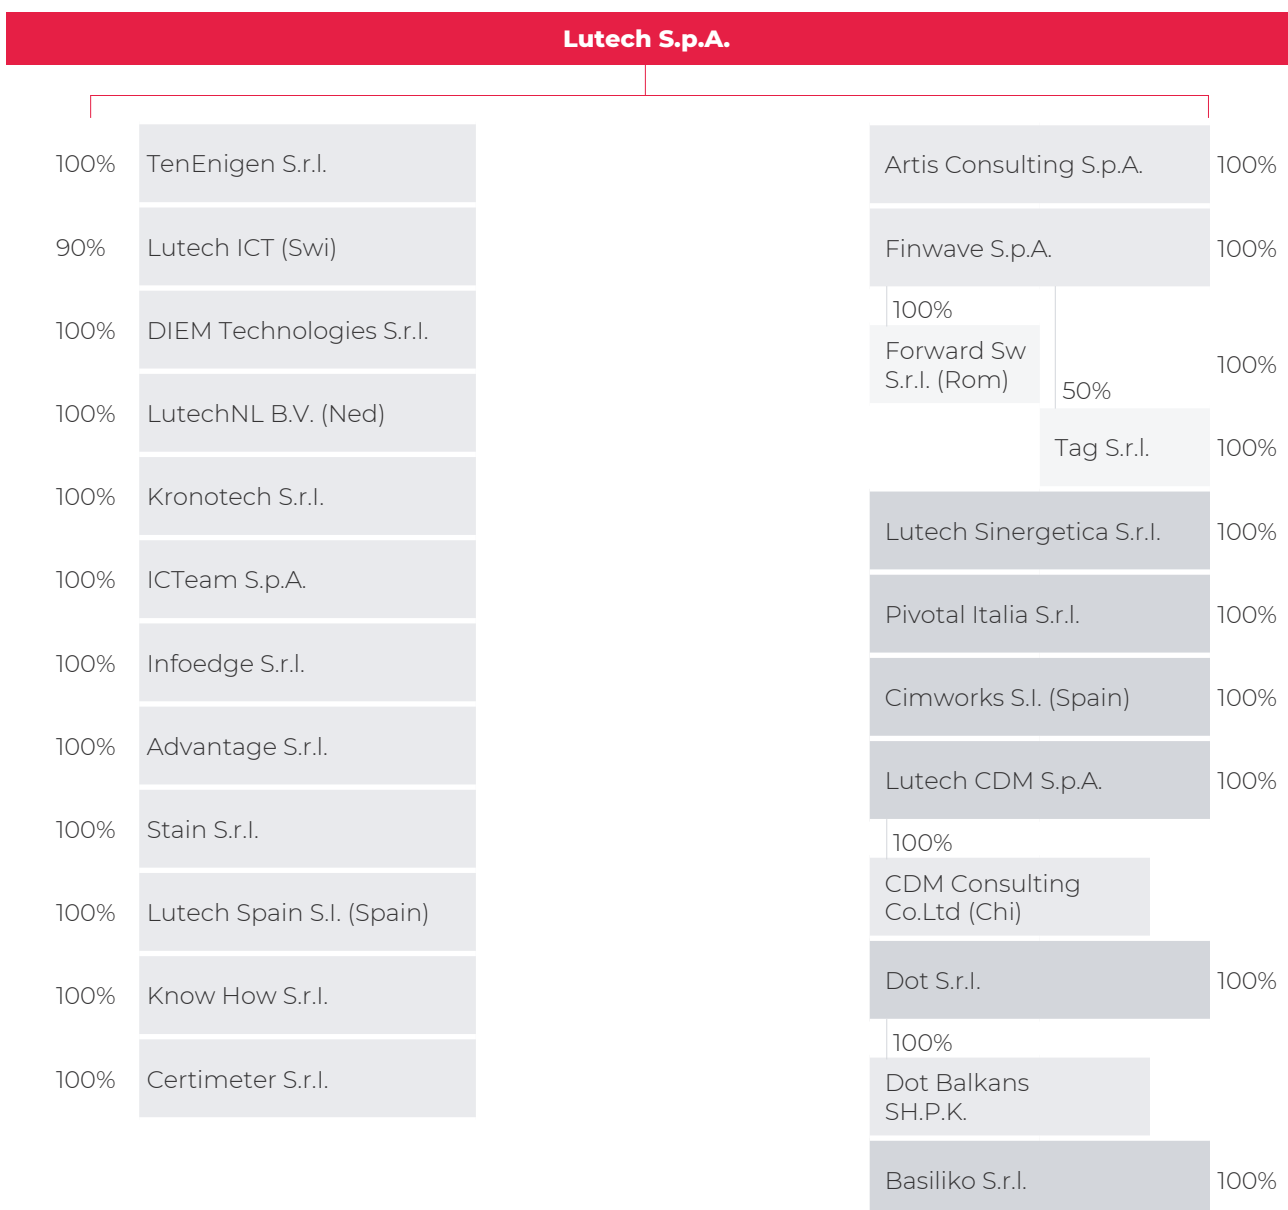 Lutech S.p.A.
100% TenEnigen S.r.l.
90% Lutech ICT (Swi)
100% DIEM Technologies S.r.l.
100% LutechNL B.V. (Ned)
100% Kronotech S.r.l.
100% ICTeam S.p.A.
100% Infoedge S.r.l.
100% Advantage S.r.l.
100% Stain S.r.l.
100% Lutech Spain S.l. (Spain)
100% Know How S.r.l.
100% Certimeter S.r.l.
Artis Consulting S.p.A. 100%
Finwave S.p.A. 100%
100%
Forward Sw
S.r.l. (Rom)
100%
50%
Tag S.r.l. 100%
Lutech Sinergetica S.r.l. 100%
Pivotal Italia S.r.l. 100%
Cimworks S.l. (Spain) 100%
Lutech CDM S.p.A. 100%
100%
CDM Consulting
Co.Ltd (Chi)
Dot S.r.l. 100%
100%
Dot Balkans
SH.P.K.
Basiliko S.r.l. 100%